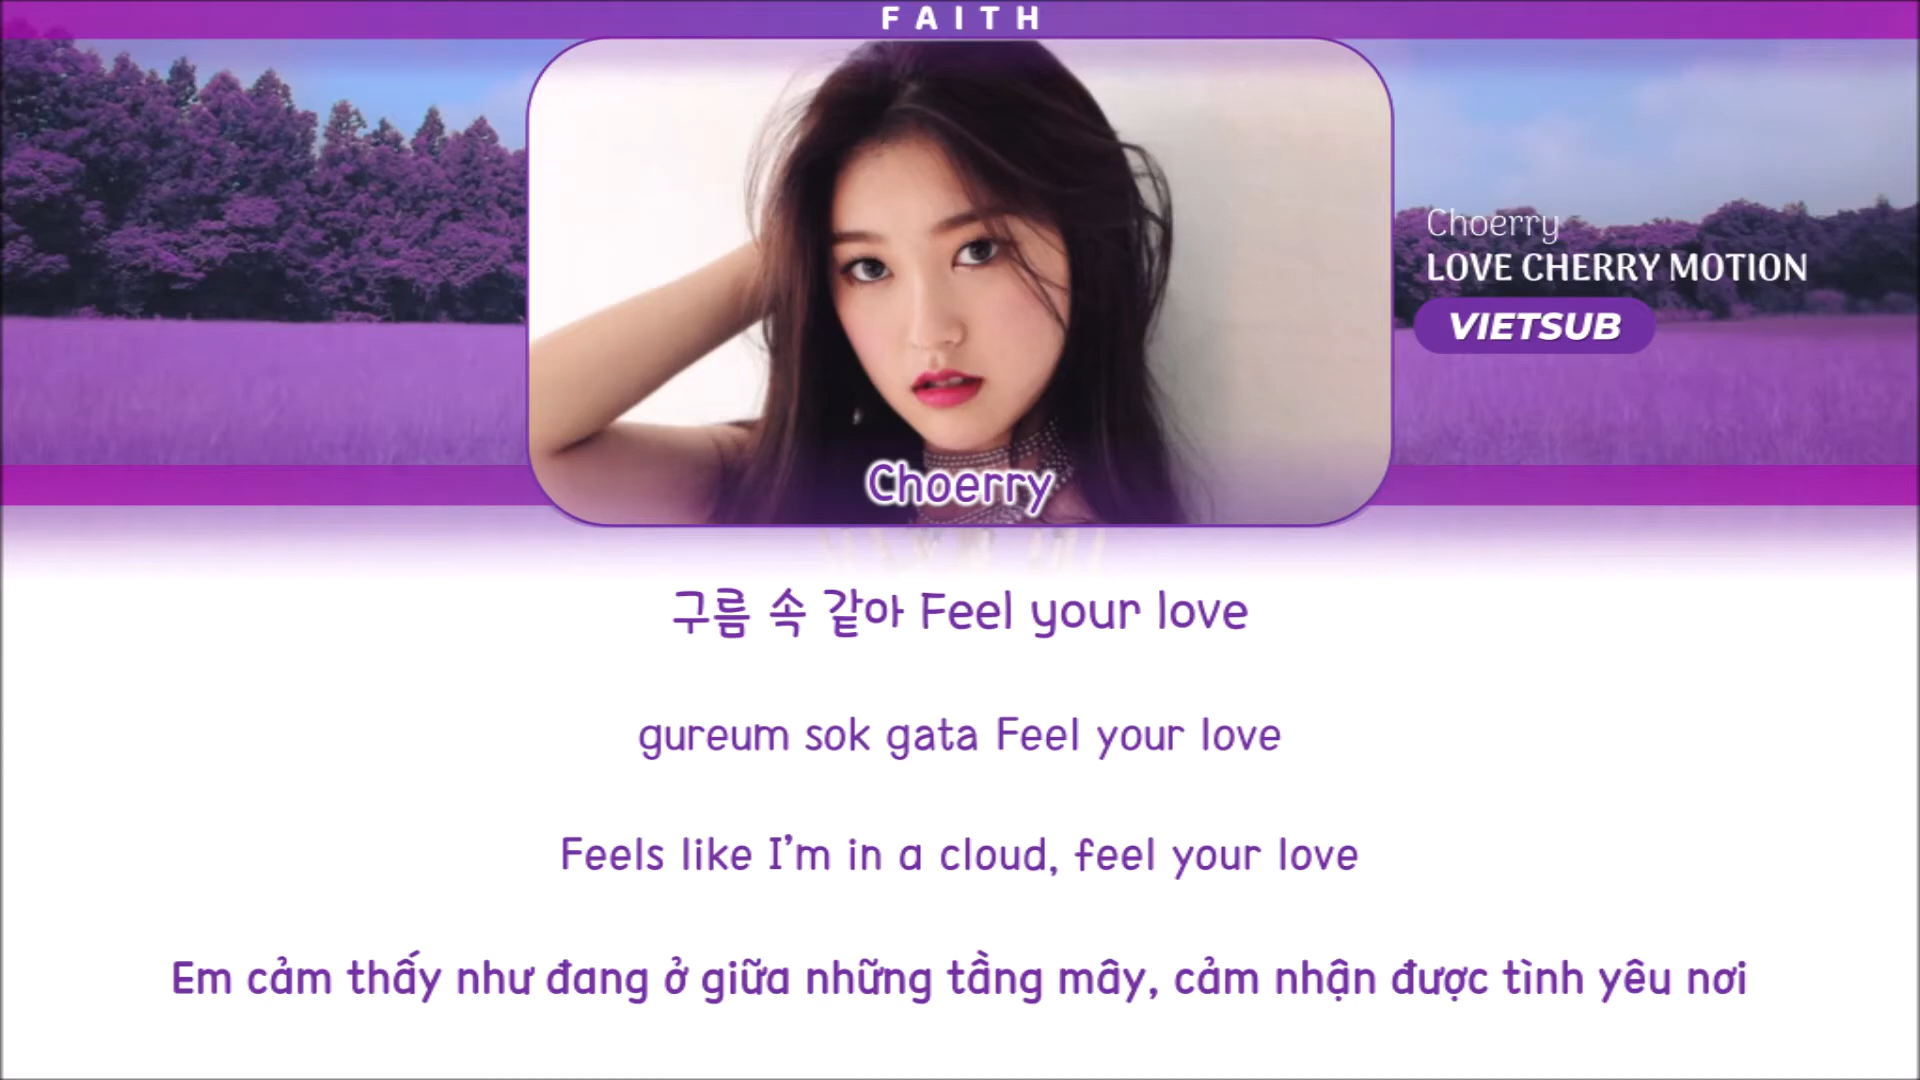 FAITH
Choerry
LOVE CHERRY MOTION
VIETSUB
Choerry
구름 속 같아 Feel your love
gureum sok gata Feel your love
Feels like I'm in a cloud, feel your love
Em cảm thấy như đang ở giữa những tầng mây, cảm nhận được tình yêu nơi